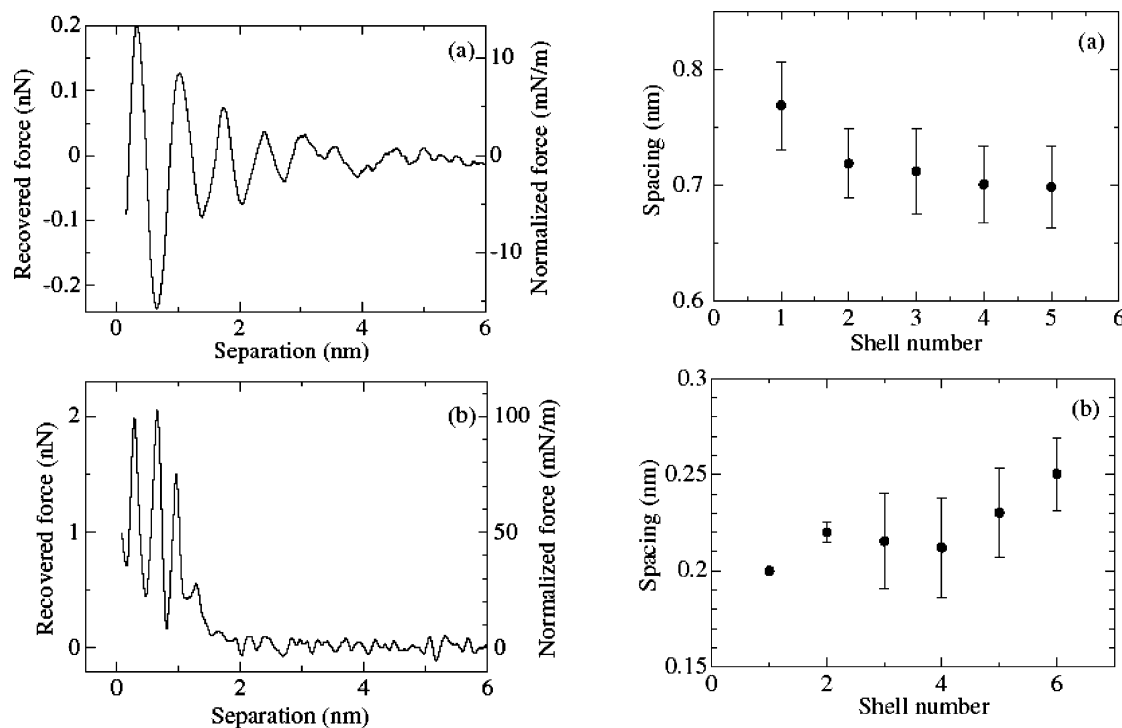 (a)
0.2
0.1
0
-0.1
-0.2
Recovered force (nN)
10
0
-10
Normalized force (mN/m)
0 2 4 6
Separation (nm)
(a)
0.8
0.7
0.6
Spacing (nm)
0 1 2 3 4 5 6
Shell number
(b)
2
1
0
Recovered force (nN)
100
50
0
Normalized force (mN/m)
0 2 4 6
Separation (nm)
(b)
0.3
0.25
0.2
0.15
Spacing (nm)
0 2 4 6
Shell number